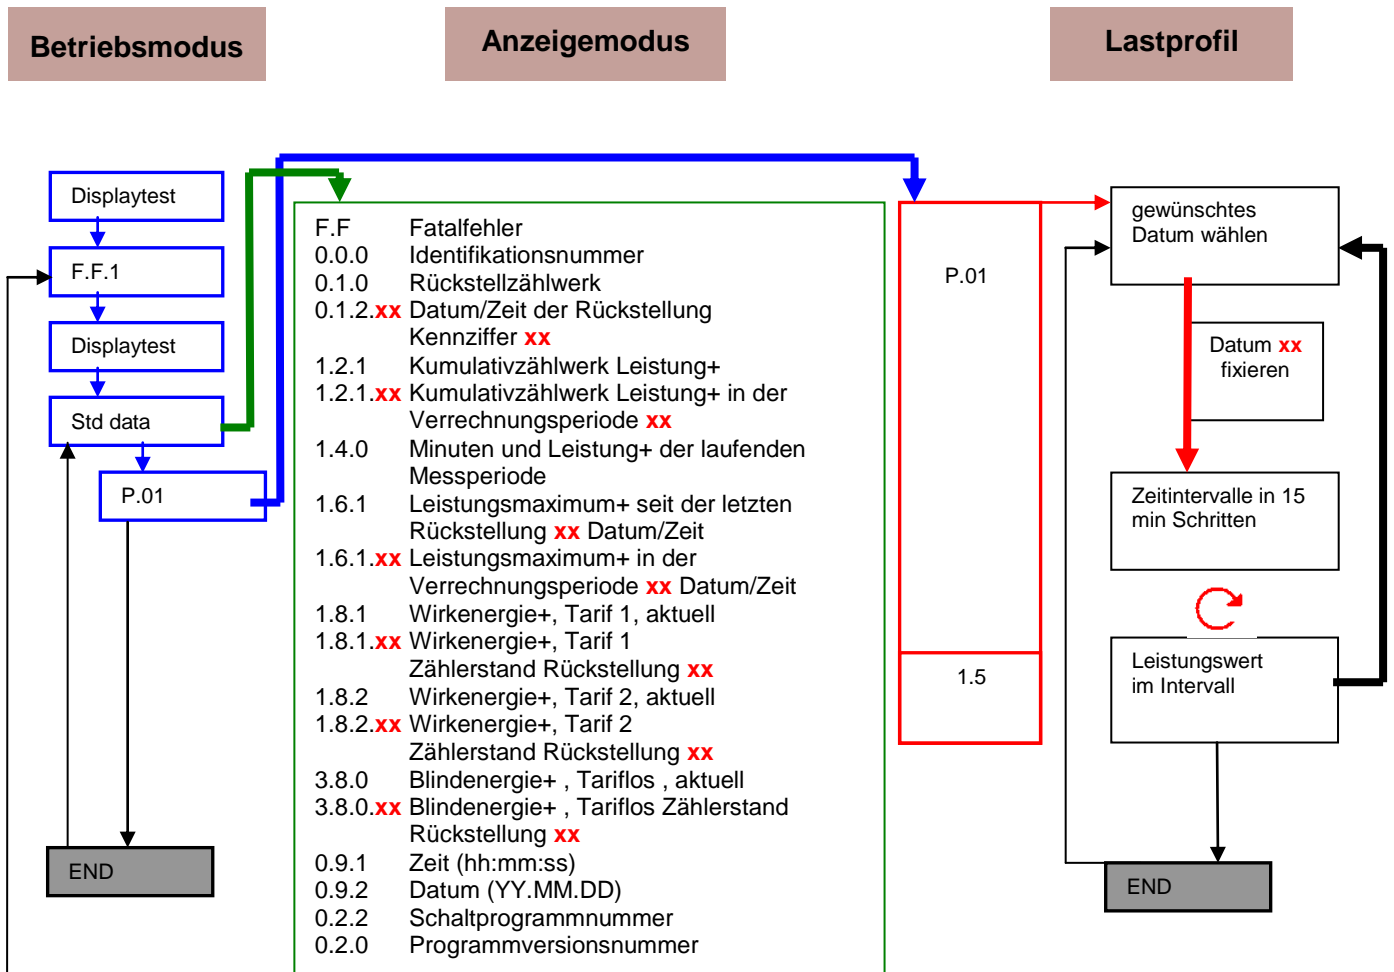 Betriebsmodus
Anzeigemodus
Lastprofil
Displaytest
F.F.1
Displaytest
Std data
P.01
END
F.F Fatalfehler
0.0.0 Identifikationsnummer
0.1.0 Rückstellzählwerk
0.1.2.xx Datum/Zeit der Rückstellung
Kennziffer xx
1.2.1 Kumulativzählwerk Leistung+
1.2.1.xx Kumulativzählwerk Leistung+ in der
Verrechnungsperiode xx
1.4.0 Minuten und Leistung+ der laufenden
Messperiode
1.6.1 Leistungsmaximum+ seit der letzten
Rückstellung xx Datum/Zeit
1.6.1.xx Leistungsmaximum+ in der
Verrechnungsperiode xx Datum/Zeit
1.8.1 Wirkenergie+, Tarif 1, aktuell
1.8.1.xx Wirkenergie+, Tarif 1
Zählerstand Rückstellung xx
1.8.2 Wirkenergie+, Tarif 2, aktuell
1.8.2.xx Wirkenergie+, Tarif 2
Zählerstand Rückstellung xx
3.8.0 Blindenergie+ , Tariflos , aktuell
3.8.0.xx Blindenergie+ , Tariflos Zählerstand
Rückstellung xx
0.9.1 Zeit (hh:mm:ss)
0.9.2 Datum (YY.MM.DD)
0.2.2 Schaltprogrammnummer
0.2.0 Programmversionsnummer
P.01
1.5
gewünschtes
Datum wählen
Datum xx
fixieren
Zeitintervalle in 15
min Schritten
Leistungswert
im Intervall
END